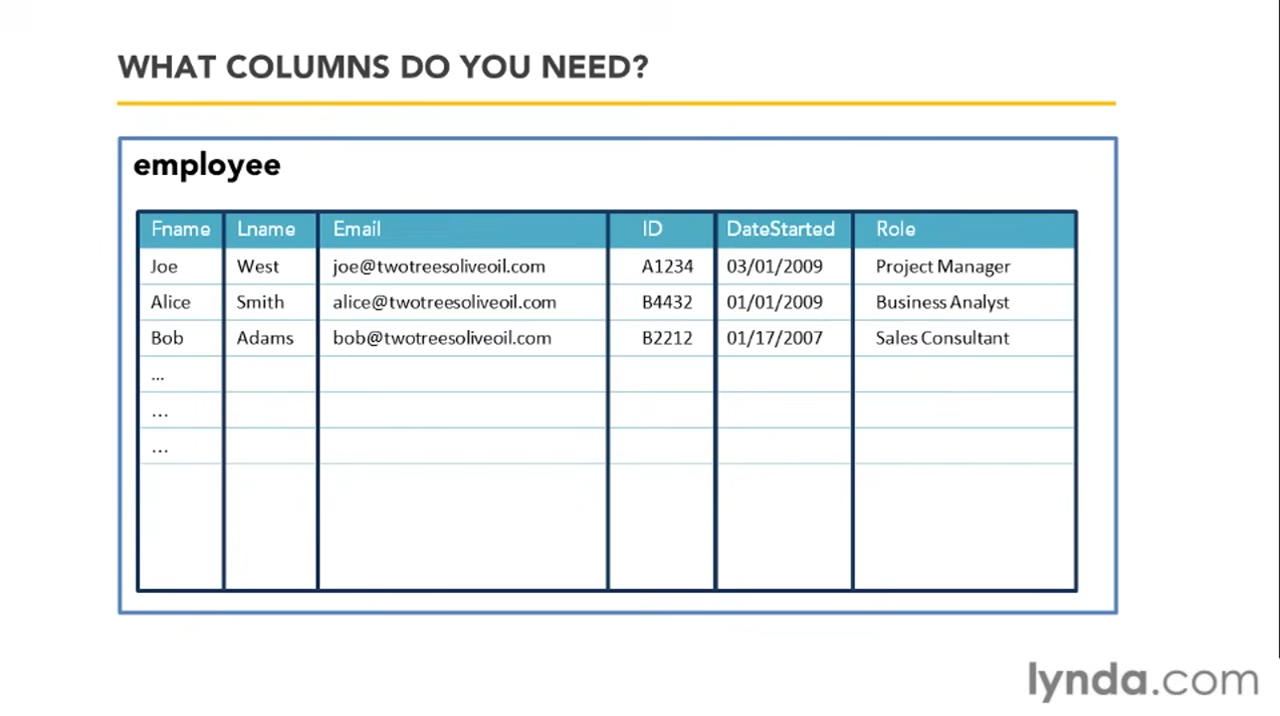 WHAT COLUMNS DO YOU NEED?
employee
Fname Lname Email ID DateStarted Role
Joe West joe@twotreesoliveoil.com A1234 03/01/2009 Project Manager
Alice Smith alice@twotreesoliveoil.com B4432 01/01/2009 Business Analyst
Bob Adams bob@twotreesoliveoil.com B2212 01/17/2007 Sales Consultant
...
...
...
lynda.com